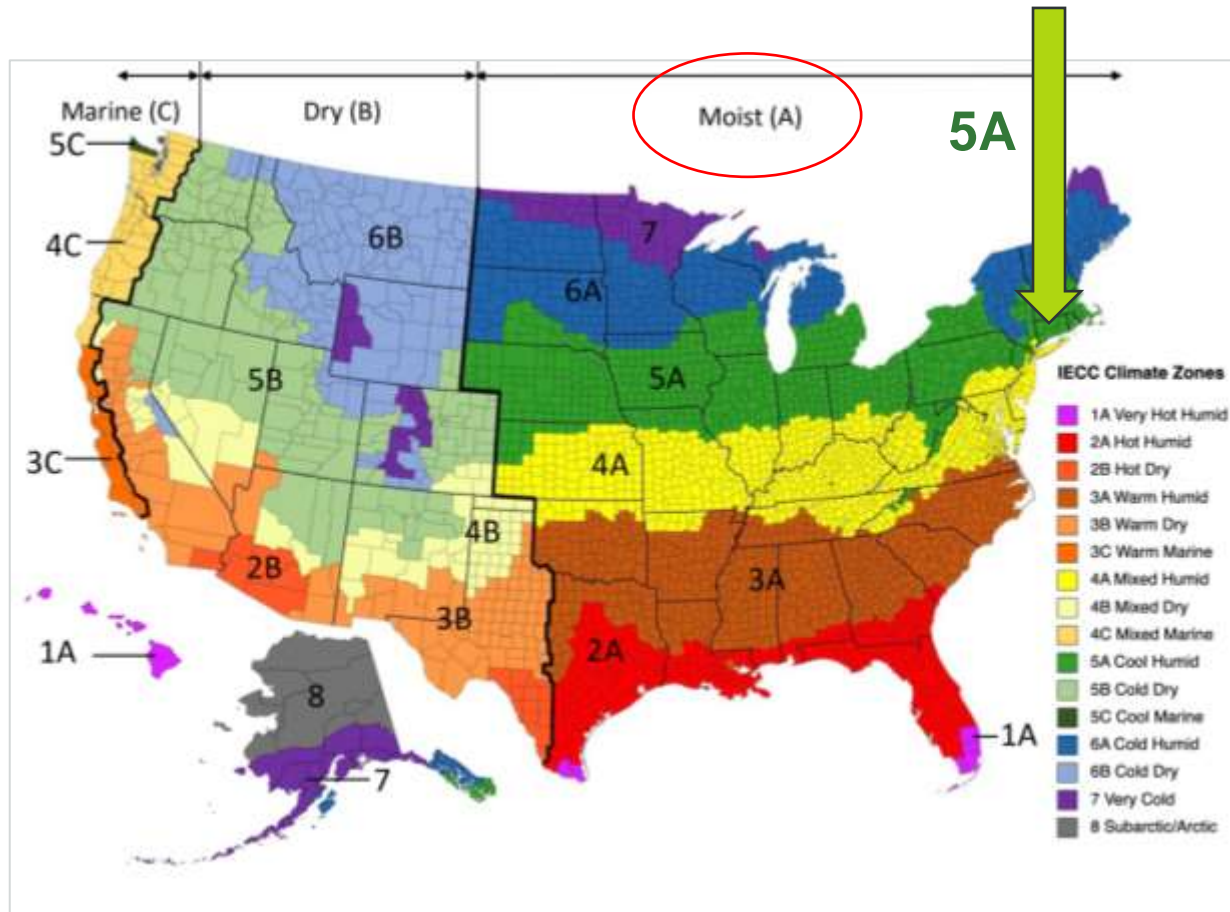 Marine (C)
Dry (B)
Moist (A)
5A
5C
4C
6B
7
6A
5B
5A
3C
4A
4B
2B
3A
3B
2A
1A
8
1A
7
IECC Climate Zones
1A Very Hot Humid
2A Hot Humid
2B Hot Dry
3A Warm Humid
3B Warm Dry
3C Warm Marine
4A Mixed Humid
4B Mixed Dry
4C Mixed Marine
5A Cool Humid
5B Cold Dry
5C Cool Marine
6A Cold Humid
6B Cold Dry
7 Very Cold
8 Subarctic/Arctic